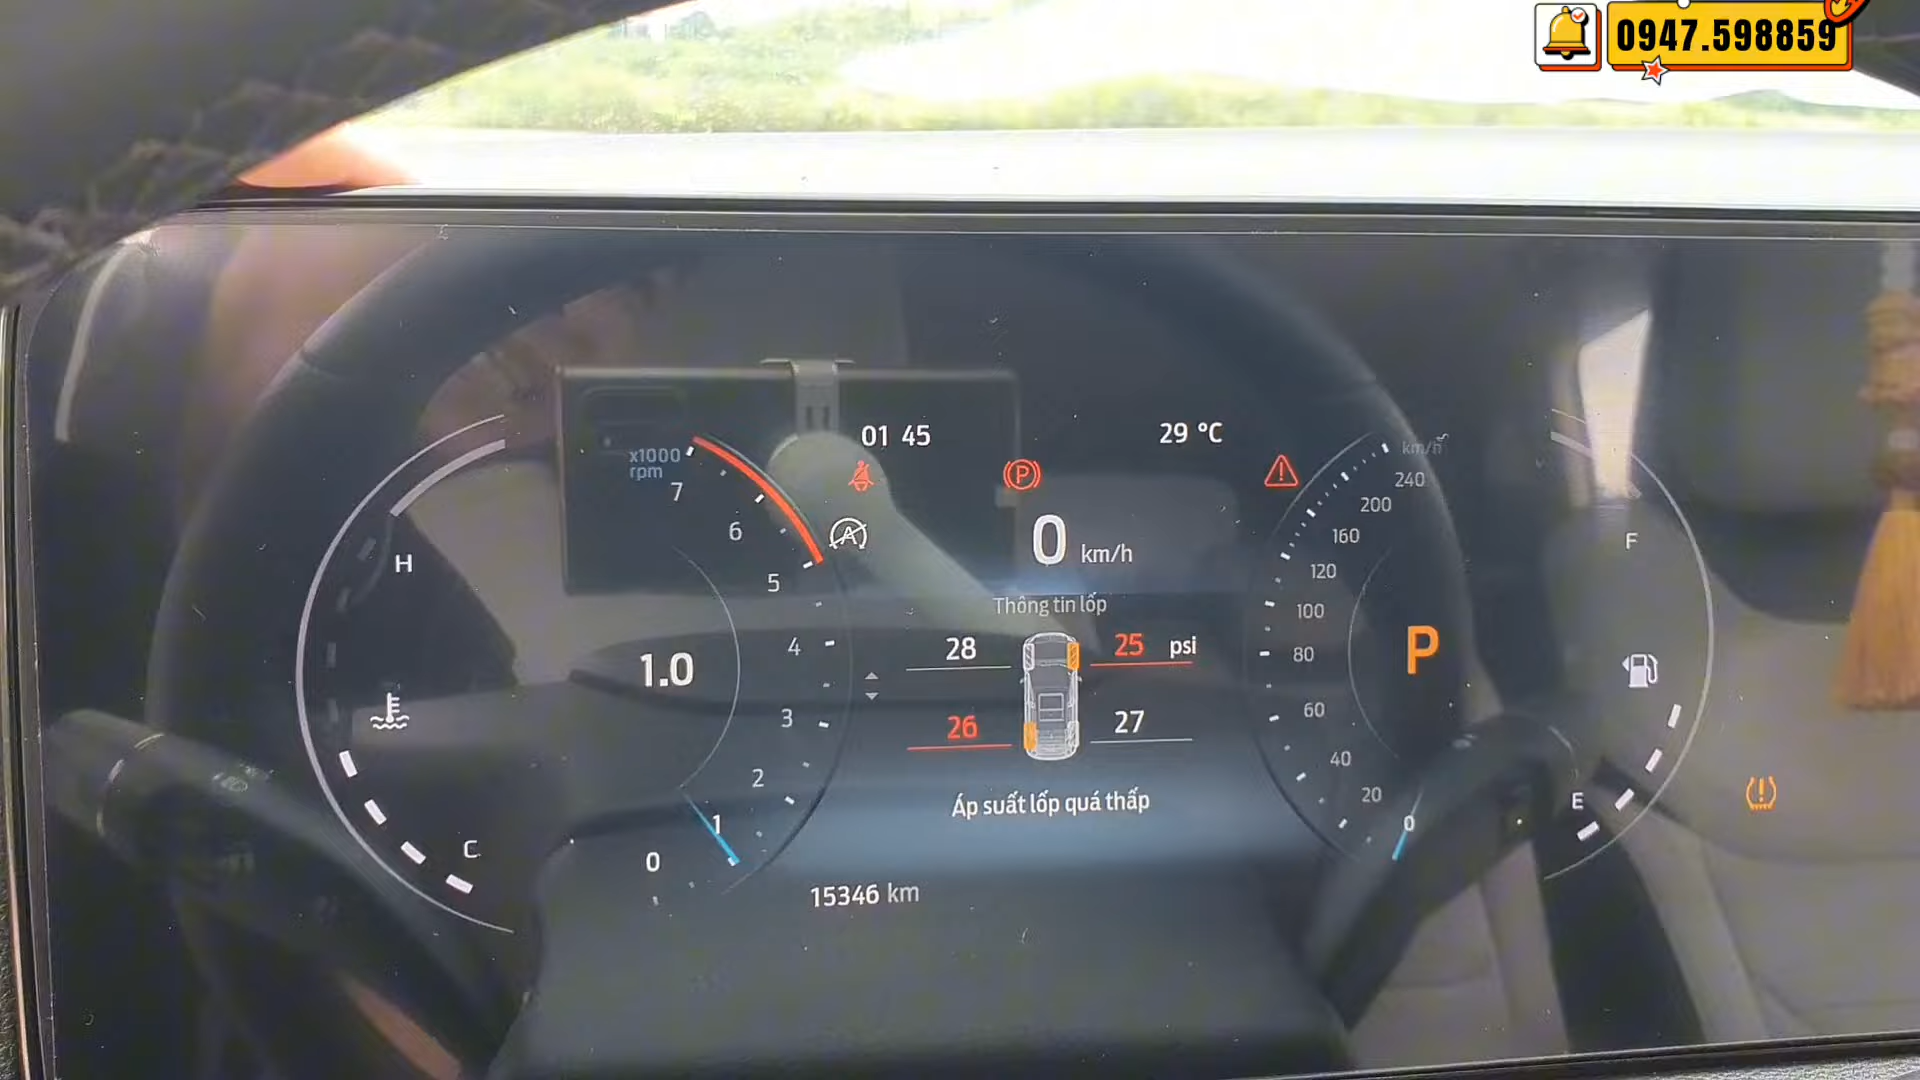 0947.598859
01 45
29 °C
x1000
rpm
km/h
7
6
5
4
3
2
1
0
1.0
H
C
0 km/h
Thông tin lốp
28
25 psi
26
27
Áp suất lốp quá thấp
15346 km
240
200
160
120
100
80
60
40
20
0
P
F
E